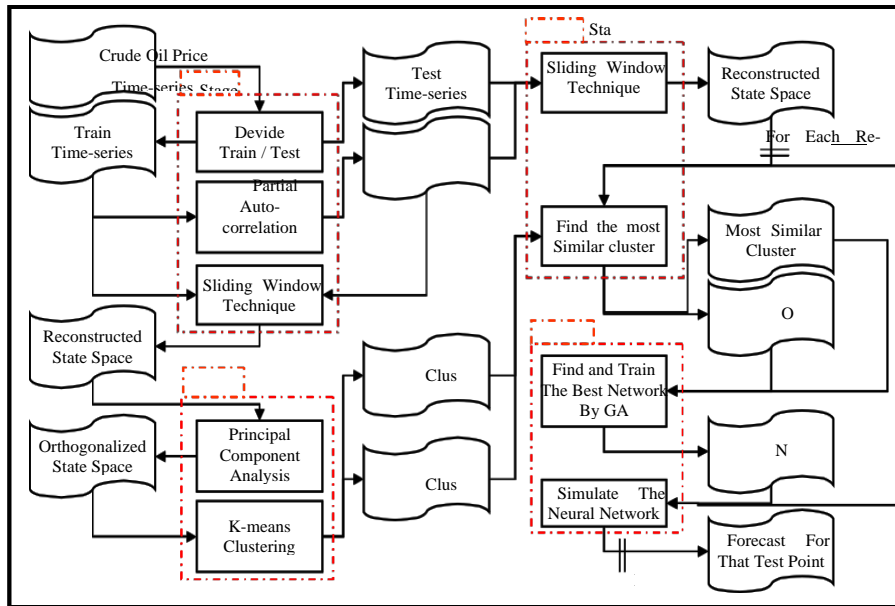 Crude Oil Price
Time-series
Stage
Train
Time-series
Devide
Train / Test
Partial
Auto-
correlation
Sliding Window
Technique
Reconstructed
State Space
Orthogonalized
State Space
Principal
Component
Analysis
K-means
Clustering
Test
Time-series
Clus
Clus
Sta
Sliding Window
Technique
Find the most
Similar cluster
Reconstructed
State Space
For Each Re-
Most Similar
Cluster
O
Find and Train
The Best Network
By GA
N
Simulate The
Neural Network
Forecast For
That Test Point